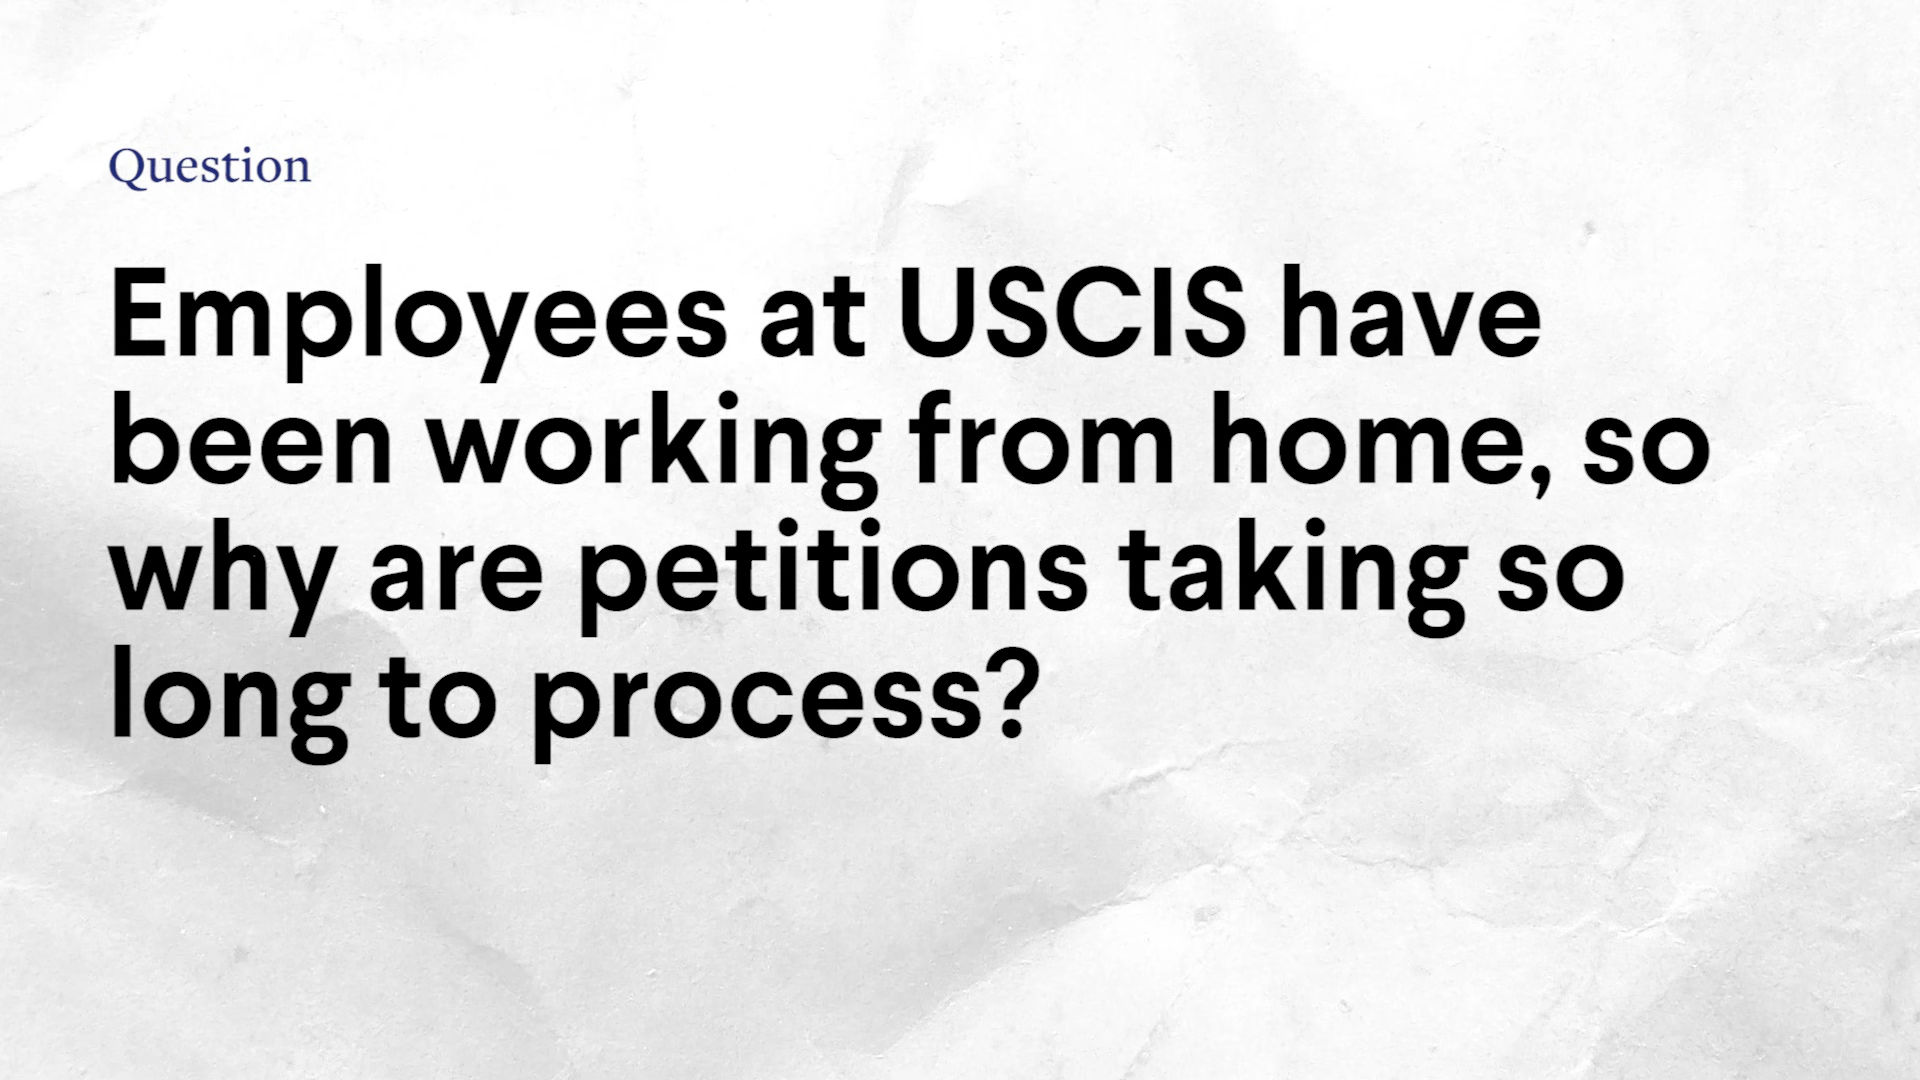 Question
Employees at USCIS have
been working from home, so
why are petitions taking so
long to process?